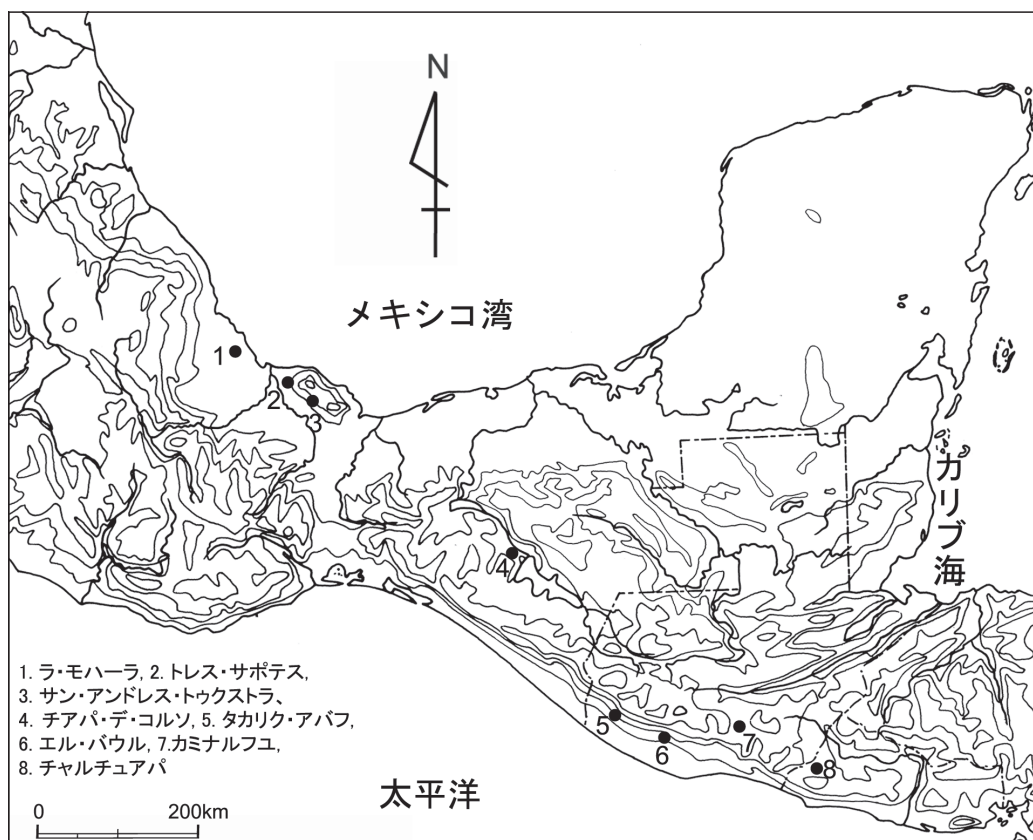 N
メキシコ湾
1
2
3
カリブ海
4
5
6
7
8
1. ラ・モハーラ, 2. トレス・サポテス,
3. サン・アンドレス・トゥクストラ、
4. チアパ・デ・コルソ, 5. タカリク・アバフ,
6. エル・バウル, 7.カミナルフユ,
8. チャルチュアパ
太平洋
0 200km